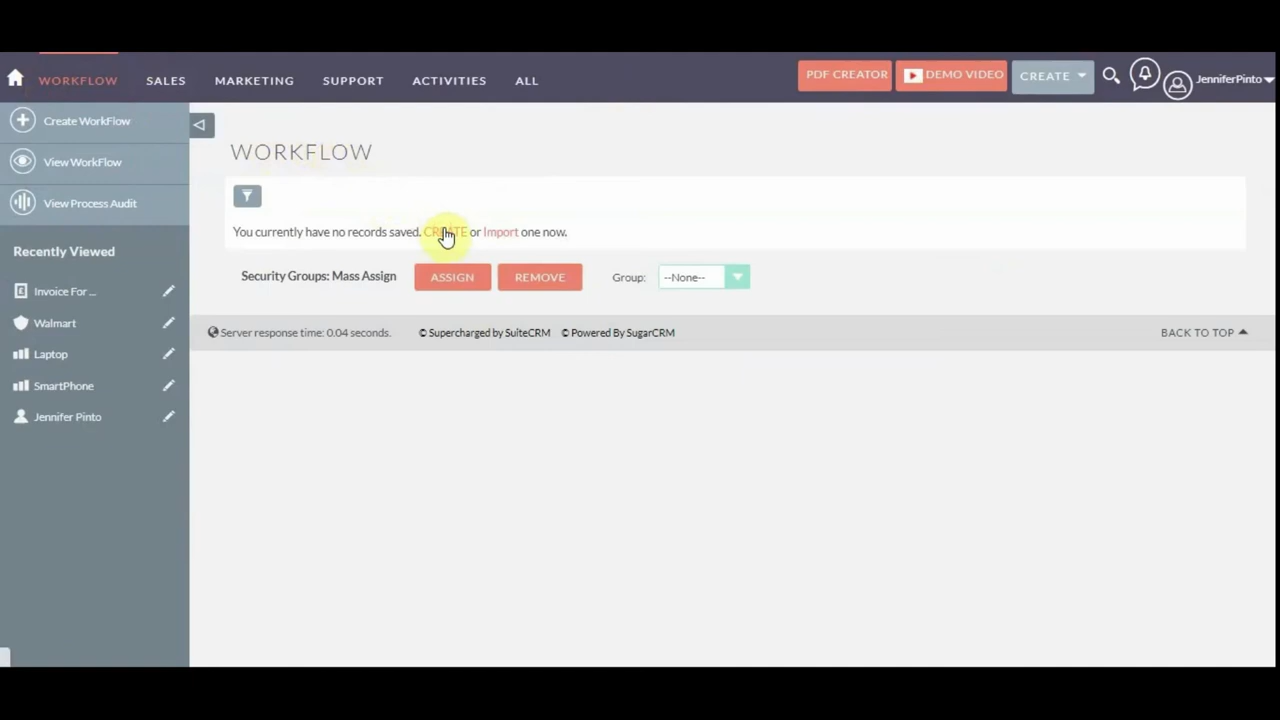 WORKFLOW SALES MARKETING SUPPORT ACTIVITIES ALL PDF CREATOR DEMO VIDEO CREATE JenniferPinto
Create WorkFlow
View WorkFlow
View Process Audit
Recently Viewed
Invoice For ...
Walmart
Laptop
SmartPhone
Jennifer Pinto
WORKFLOW
You currently have no records saved. CREATE or Import one now.
Security Groups: Mass Assign ASSIGN REMOVE Group: --None--
Server response time: 0.04 seconds. © Supercharged by SuiteCRM © Powered By SugarCRM BACK TO TOP